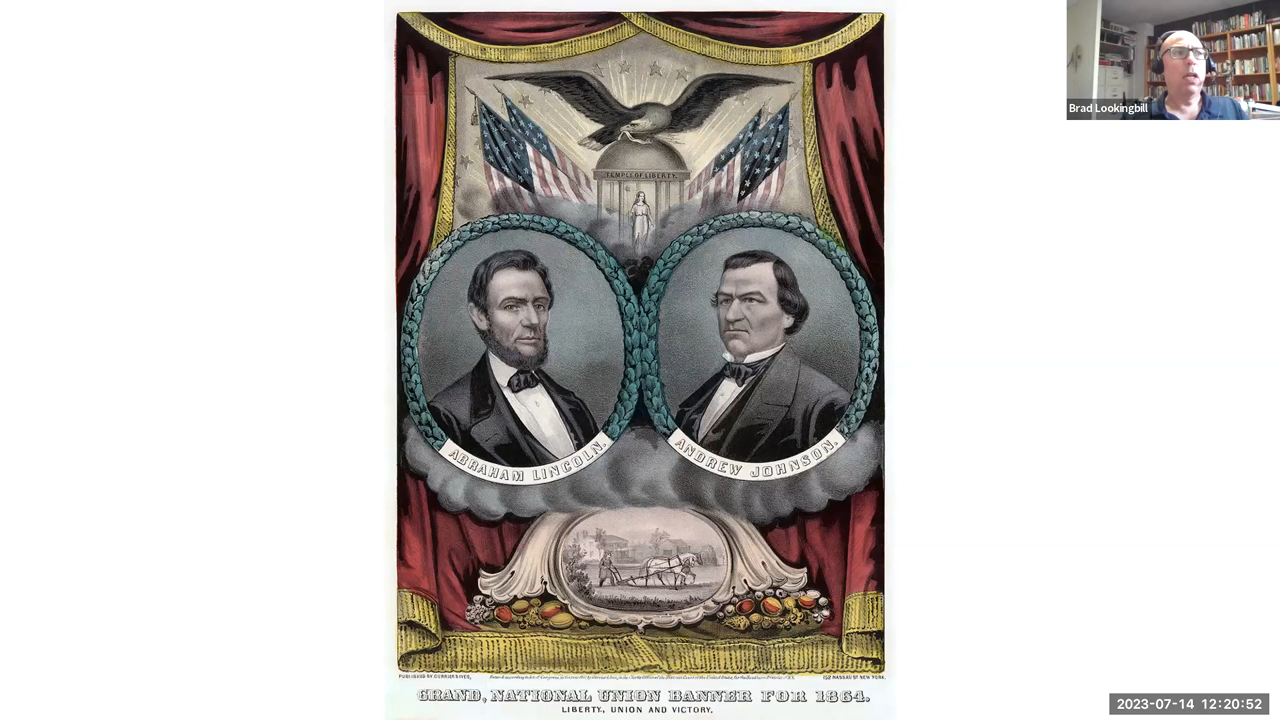 Brad Lookingbill
TEMPLE OF LIBERTY.
ABRAHAM LINCOLN.
ANDREW JOHNSON.
PUBLISHED BY CURRIER & IVES,
152 NASSAU ST NEW YORK.
GRAND, NATIONAL UNION BANNER FOR 1864.
LIBERTY, UNION AND VICTORY.
2023-07-14 12:20:52